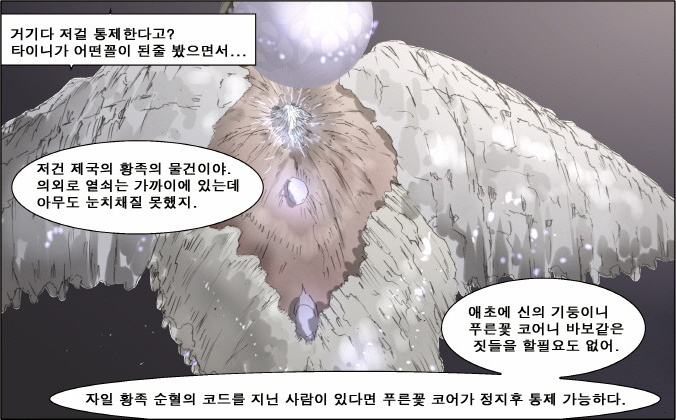 거기다 저걸 통제한다고?
타이니가 어떤꼴이 된줄 봤으면서...
저건 제국의 황족의 물건이야.
의외로 열쇠는 가까이에 있는데
아무도 눈치채질 못했지.
애초에 신의 기둥이니
푸른꽃 코어니 바보같은
짓들을 할필요도 없어.
자일 황족 순혈의 코드를 지닌 사람이 있다면 푸른꽃 코어가 정지후 통제 가능하다.